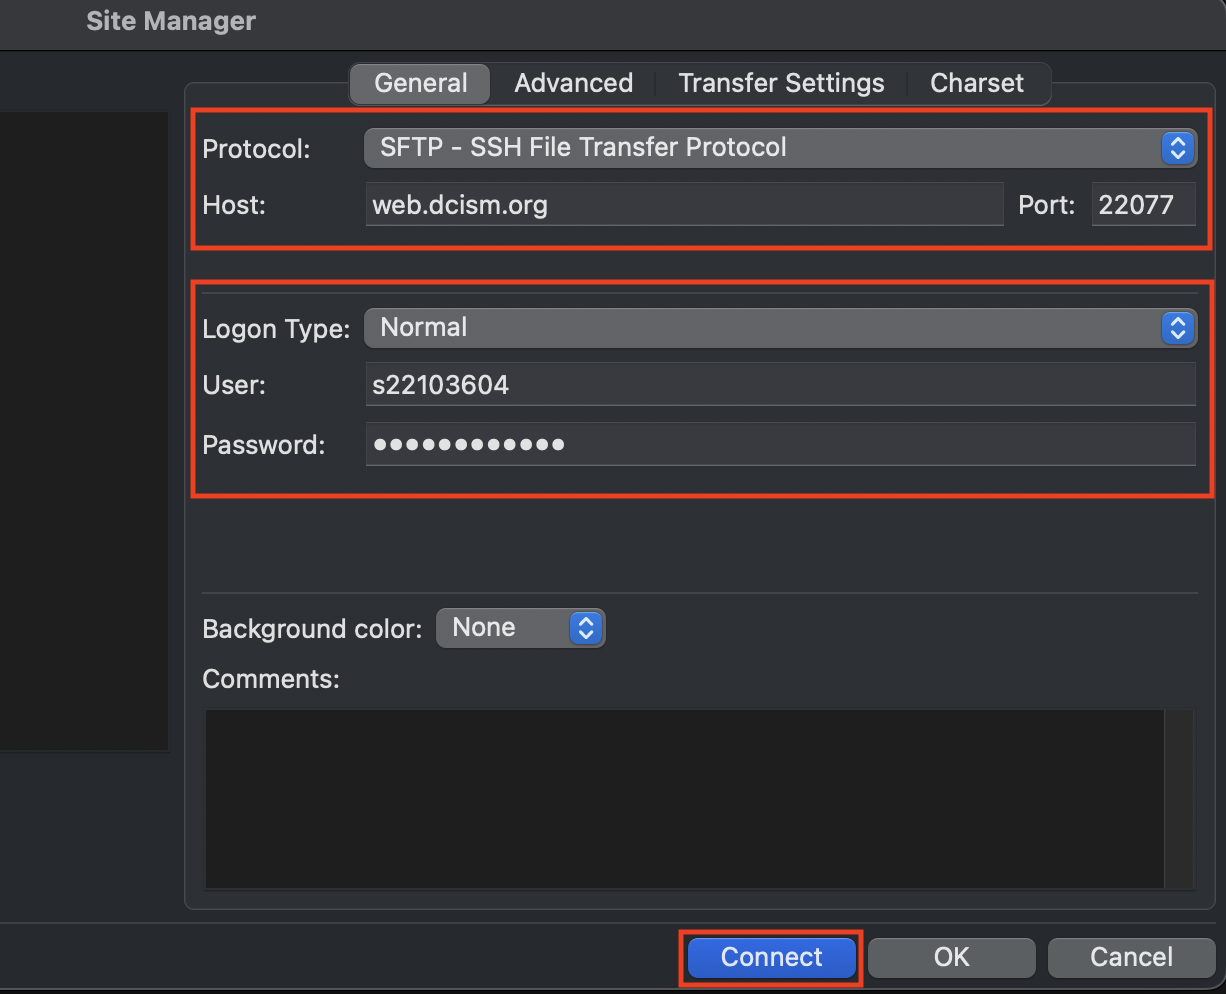 Site Manager
General Advanced Transfer Settings Charset
Protocol: SFTP - SSH File Transfer Protocol
Host: web.dcism.org Port: 22077
Logon Type: Normal
User: s22103604
Password: ●●●●●●●●●●●●
Background color: None
Comments:
Connect OK Cancel